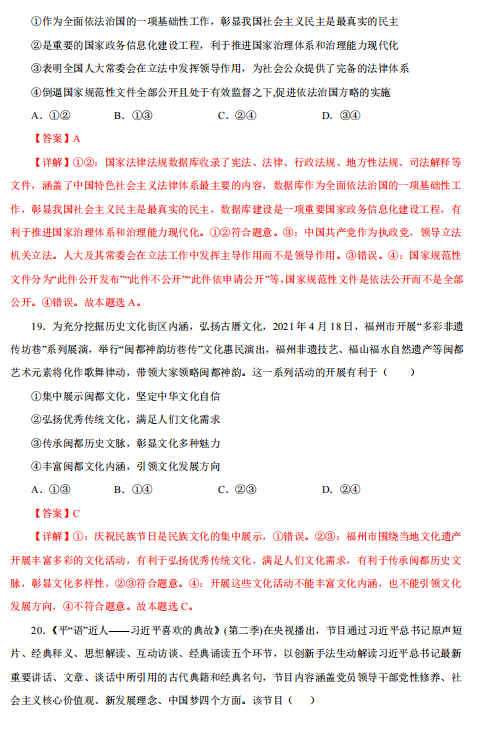 ①作为全面依法治国的一项基础性工作，彰显我国社会主义民主是最真实的民主
②是重要的国家政务信息化建设工程，利于推进国家治理体系和治理能力现代化
③表明全国人大常委会在立法中发挥领导作用，为社会公众提供了完备的法律体系
④倒逼国家规范性文件全部公开且处于有效监督之下,促进依法治国方略的实施
A．①② B．①③ C．②④ D．③④
【答案】A
【详解】①②：国家法律法规数据库收录了宪法、法律、行政法规、地方性法规、司法解释等
文件，涵盖了中国特色社会主义法律体系最主要的内容，数据库作为全面依法治国的一项基础性工
作，彰显我国社会主义民主是最真实的民主，数据库建设是一项重要国家政务信息化建设工程，有
利于推进国家治理体系和治理能力现代化。①②符合题意。③：中国共产党作为执政党，领导立法
机关立法。人大及其常委会在立法工作中发挥主导作用而不是领导作用。③错误。④：国家规范性
文件分为“此件公开发布”“此件不公开”“此件依申请公开”等，国家规范性文件是依法公开而不是全部
公开。④错误。故本题选 A。
19．为充分挖掘历史文化街区内涵，弘扬古厝文化，2021 年 4 月 18 日，福州市开展“多彩非遗
传坊巷”系列展演，举行“闽都神韵坊巷传”文化惠民演出，福州非遗技艺、福山福水自然遗产等闽都
艺术元素将化作歌舞律动，带领大家领略闽都神韵。这一系列活动的开展有利于（ ）
①集中展示闽都文化，坚定中华文化自信
②弘扬优秀传统文化，满足人们文化需求
③传承闽都历史文脉，彰显文化多种魅力
④丰富闽都文化内涵，引领文化发展方向
A．①③ B．①④ C．②③ D．②④
【答案】C
【详解】①：庆祝民族节日是民族文化的集中展示，①错误。②③：福州市围绕当地文化遗产
开展丰富多彩的文化活动，有利于弘扬优秀传统文化，满足人们文化需求，有利于传承闽都历史文
脉，彰显文化多样性，②③符合题意。④：开展这些文化活动不能丰富文化内涵，也不能引领文化
发展方向，④不符合题意。故本题选 C。
20．《平“语”近人——习近平喜欢的典故》(第二季)在央视播出，节目通过习近平总书记原声短
片、经典释义、思想解读、互动访谈、经典诵读五个环节，以创新手法生动解读习近平总书记最新
重要讲话、文章、谈话中所引用的古代典籍和经典名句，节目内容涵盖党员领导干部党性修养、社
会主义核心价值观、新发展理念、中国梦四个方面。该节目（ ）